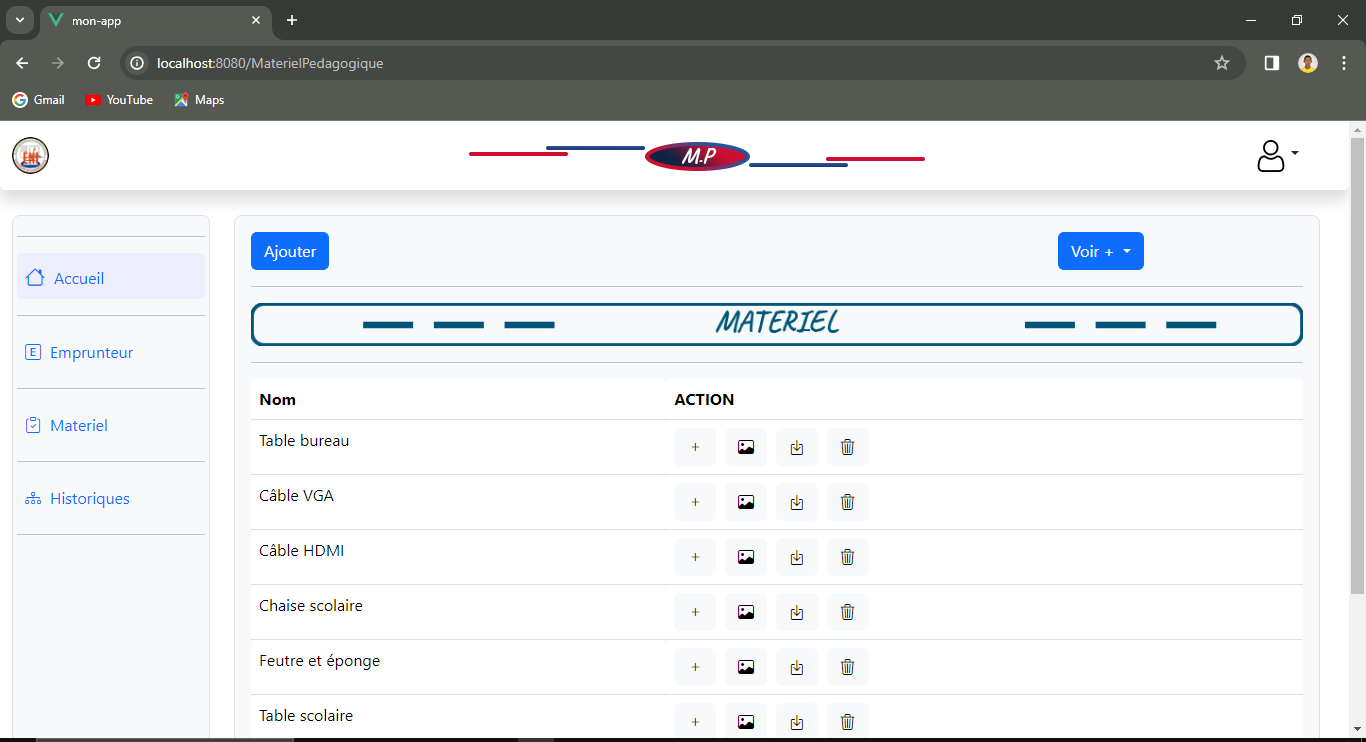 mon-app
localhost:8080/MaterielPedagogique
Gmail YouTube Maps
M.P
Ajouter Voir +
Accueil
MATERIEL
Emprunteur
Materiel
Historiques
Nom ACTION
Table bureau +
Câble VGA +
Câble HDMI +
Chaise scolaire +
Feutre et éponge +
Table scolaire +